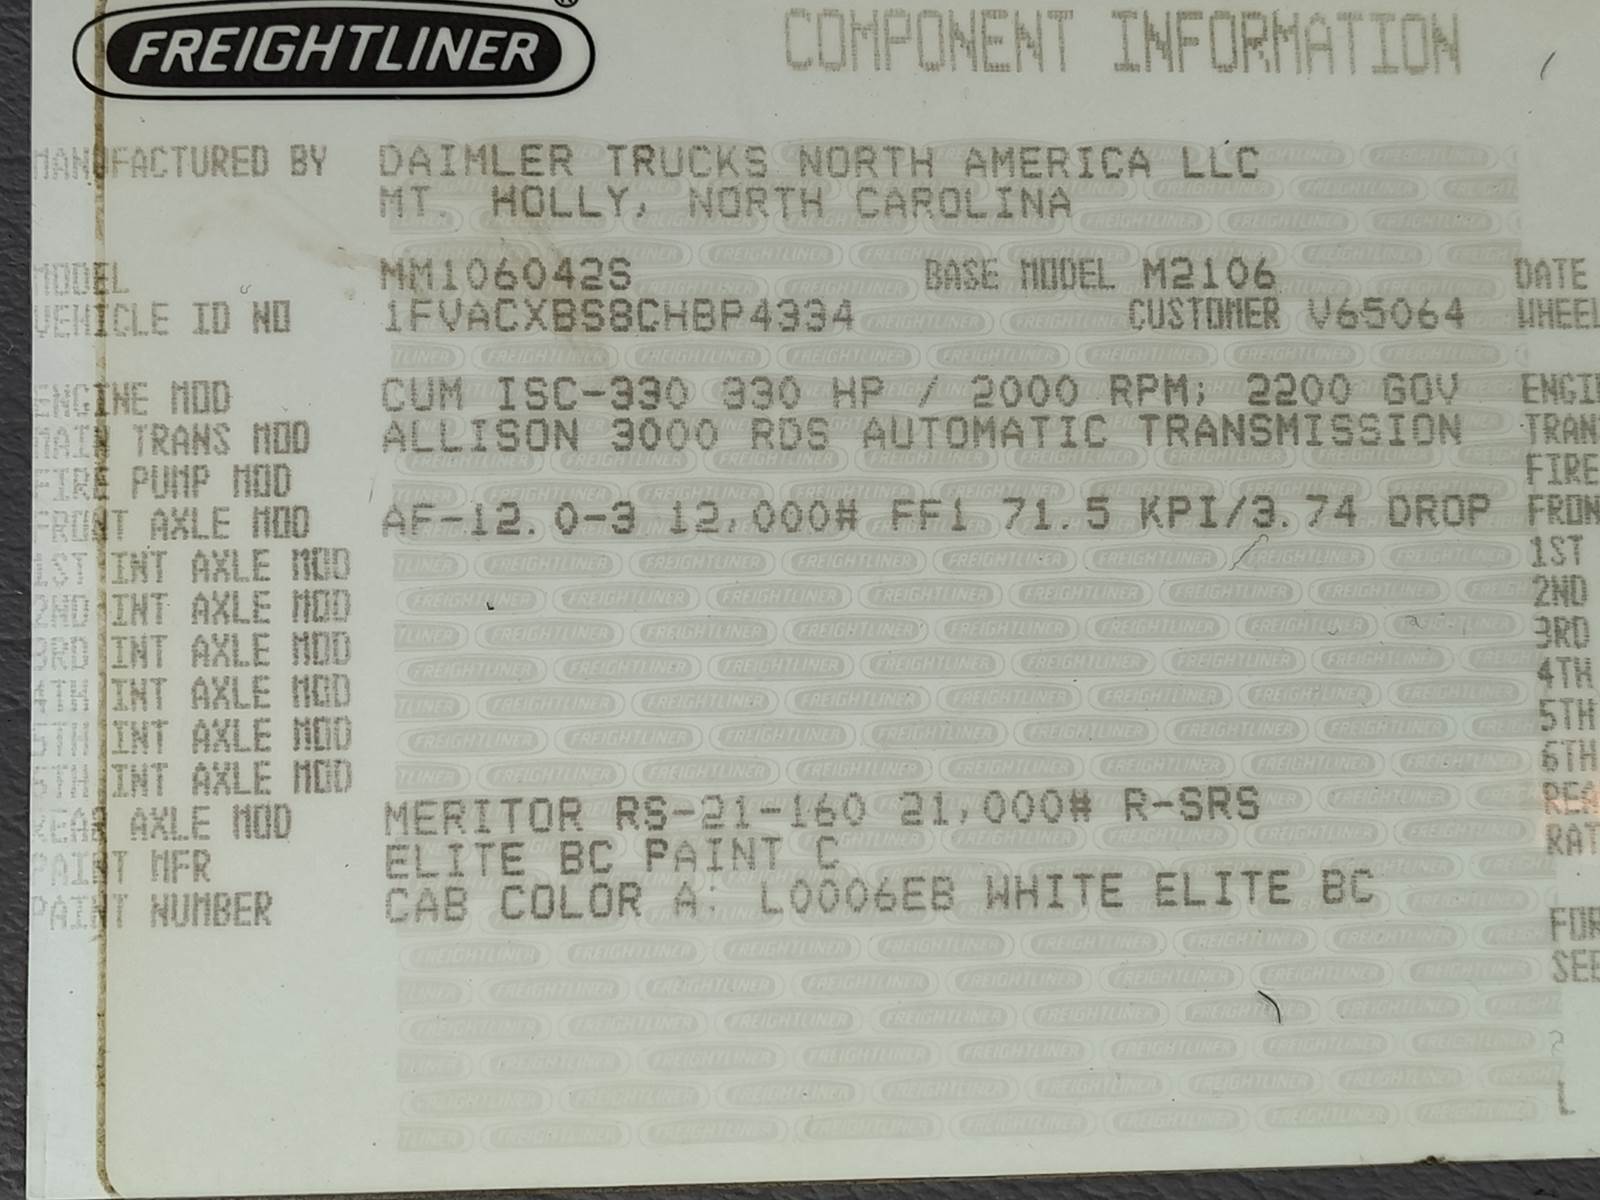 FREIGHTLINER ®
COMPONENT INFORMATION
MANUFACTURED BY DAIMLER TRUCKS NORTH AMERICA LLC
MT. HOLLY, NORTH CAROLINA
MODEL MM106042S BASE MODEL M2106 DATE
VEHICLE ID NO 1FVACXBS8CHBP4334 CUSTOMER V65064 WHEEL
ENGINE MOD CUM ISC-330 330 HP / 2000 RPM; 2200 GOV ENGI
MAIN TRANS MOD ALLISON 3000 RDS AUTOMATIC TRANSMISSION TRAN
FIRE PUMP MOD FIRE
FRONT AXLE MOD AF-12.0-3 12,000# FF1 71.5 KPI/3.74 DROP FRON
1ST INT AXLE MOD 1ST
2ND INT AXLE MOD 2ND
3RD INT AXLE MOD 3RD
4TH INT AXLE MOD 4TH
5TH INT AXLE MOD 5TH
6TH INT AXLE MOD 6TH
REAR AXLE MOD MERITOR RS-21-160 21,000# R-SRS REA
PAINT MFR ELITE BC PAINT C RAT
PAINT NUMBER CAB COLOR A: L0006EB WHITE ELITE BC
FOR
SEE